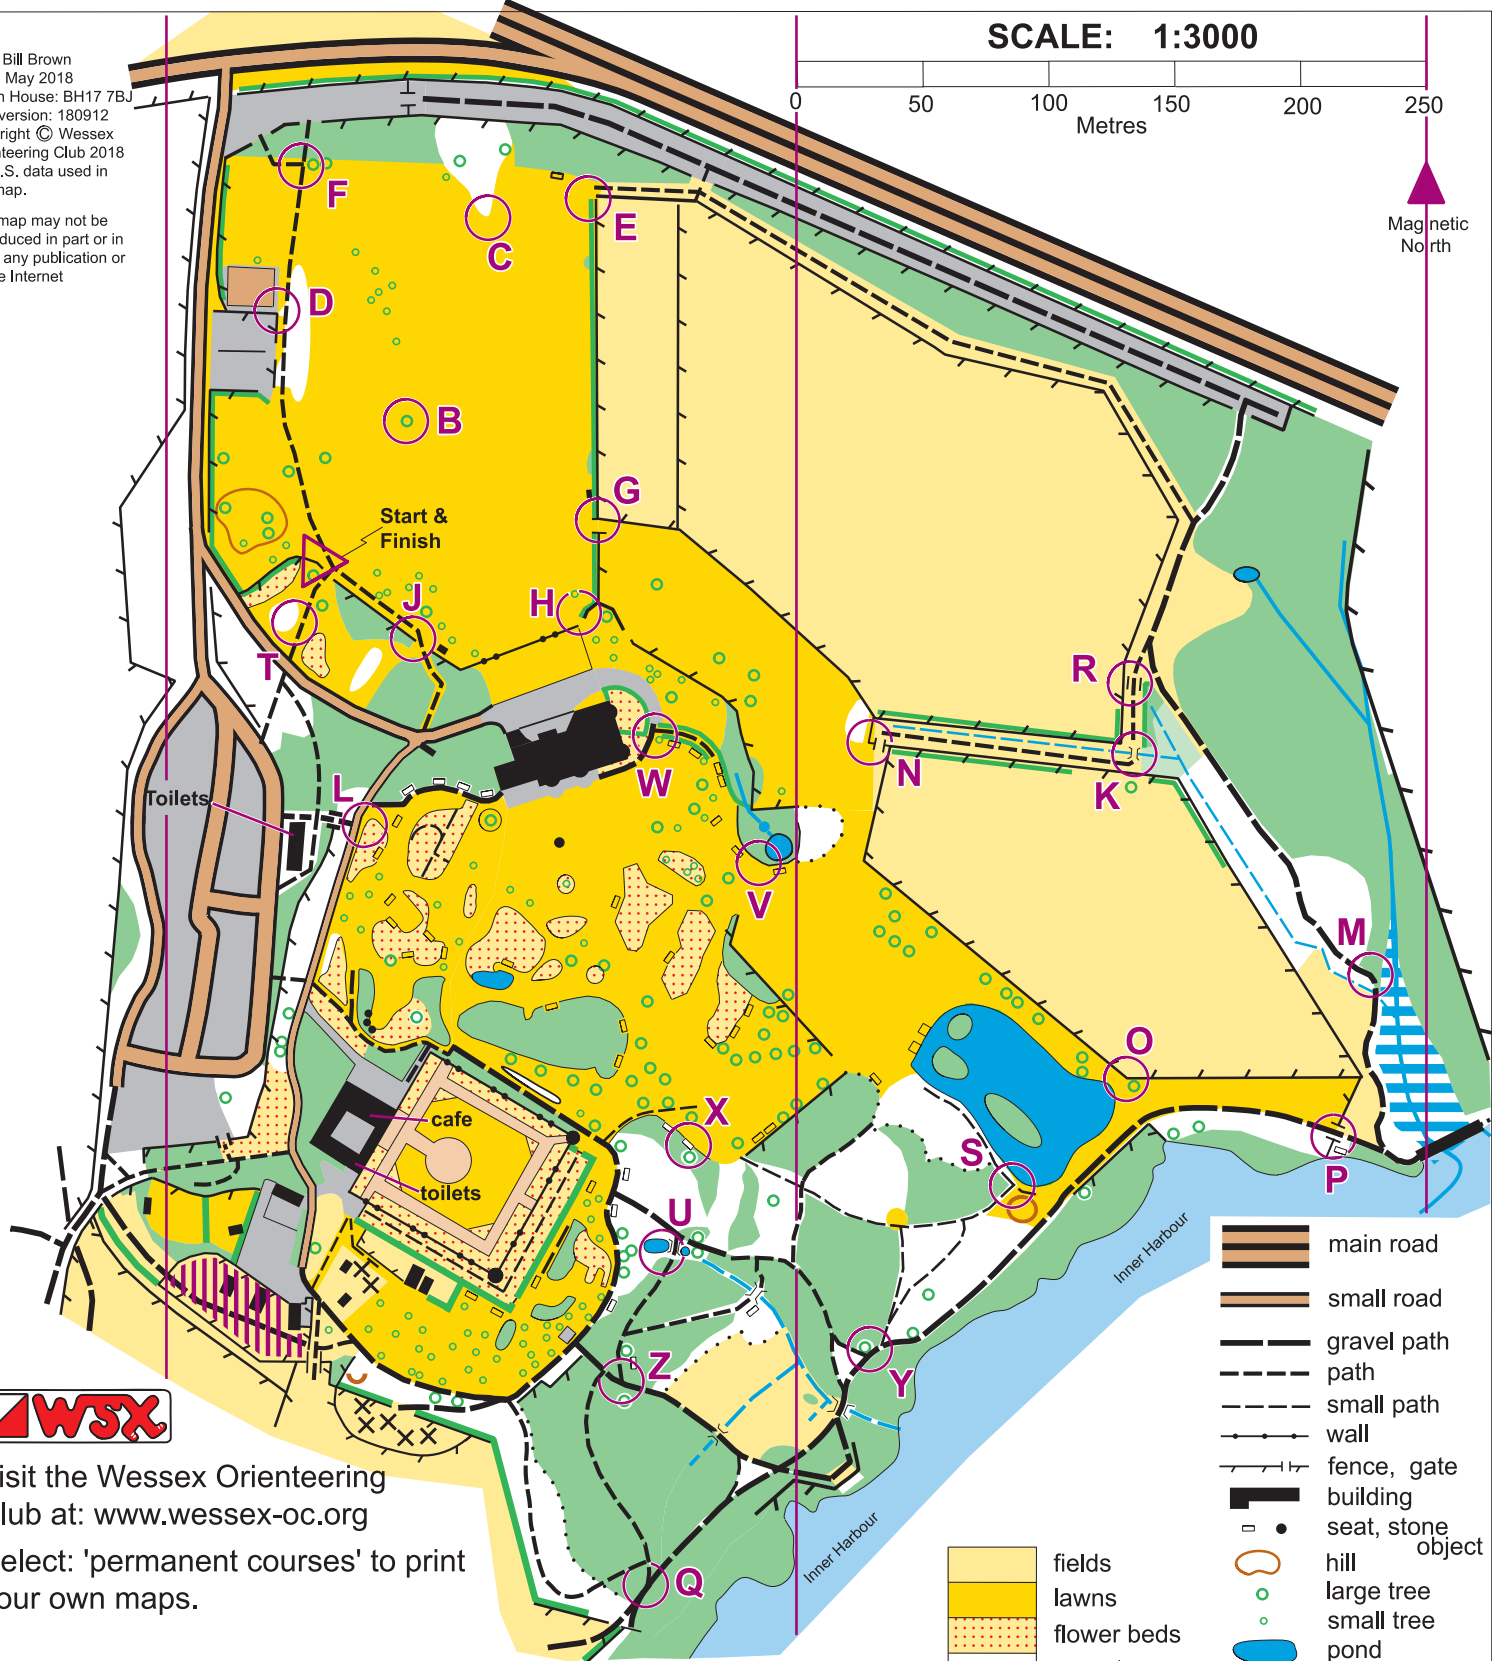 SCALE: 1:3000
0 50 100 150 200 250
Metres
Magnetic
North
Bill Brown
May 2018
House: BH17 7BJ
version: 180912
right © Wessex
nteering Club 2018
.S. data used in
map.
map may not be
duced in part or in
any publication or
e Internet
F
E
C
D
B
G
Start &
Finish
H
J
T
R
W
N
K
L
Toilets
V
M
O
X
cafe
S
P
toilets
U
Inner Harbour
Z
Y
Q
Inner Harbour
main road
small road
gravel path
path
small path
wall
fence, gate
building
seat, stone
object
hill
large tree
small tree
pond
fields
lawns
flower beds
WSX
isit the Wessex Orienteering
lub at: www.wessex-oc.org
elect: 'permanent courses' to print
our own maps.